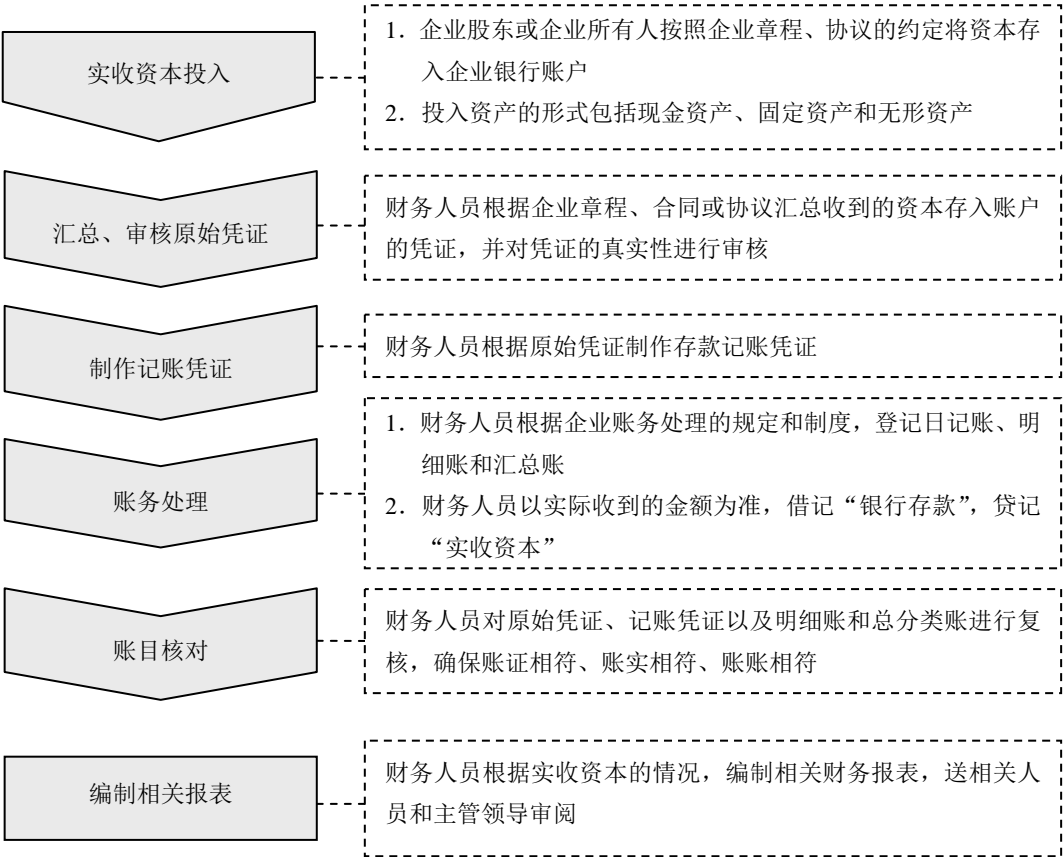 实收资本投入
1．企业股东或企业所有人按照企业章程、协议的约定将资本存
入企业银行账户
2．投入资产的形式包括现金资产、固定资产和无形资产
汇总、审核原始凭证
财务人员根据企业章程、合同或协议汇总收到的资本存入账户
的凭证，并对凭证的真实性进行审核
制作记账凭证
财务人员根据原始凭证制作存款记账凭证
账务处理
1．财务人员根据企业账务处理的规定和制度，登记日记账、明
细账和汇总账
2．财务人员以实际收到的金额为准，借记“银行存款”，贷记
“实收资本”
账目核对
财务人员对原始凭证、记账凭证以及明细账和总分类账进行复
核，确保账证相符、账实相符、账账相符
编制相关报表
财务人员根据实收资本的情况，编制相关财务报表，送相关人
员和主管领导审阅